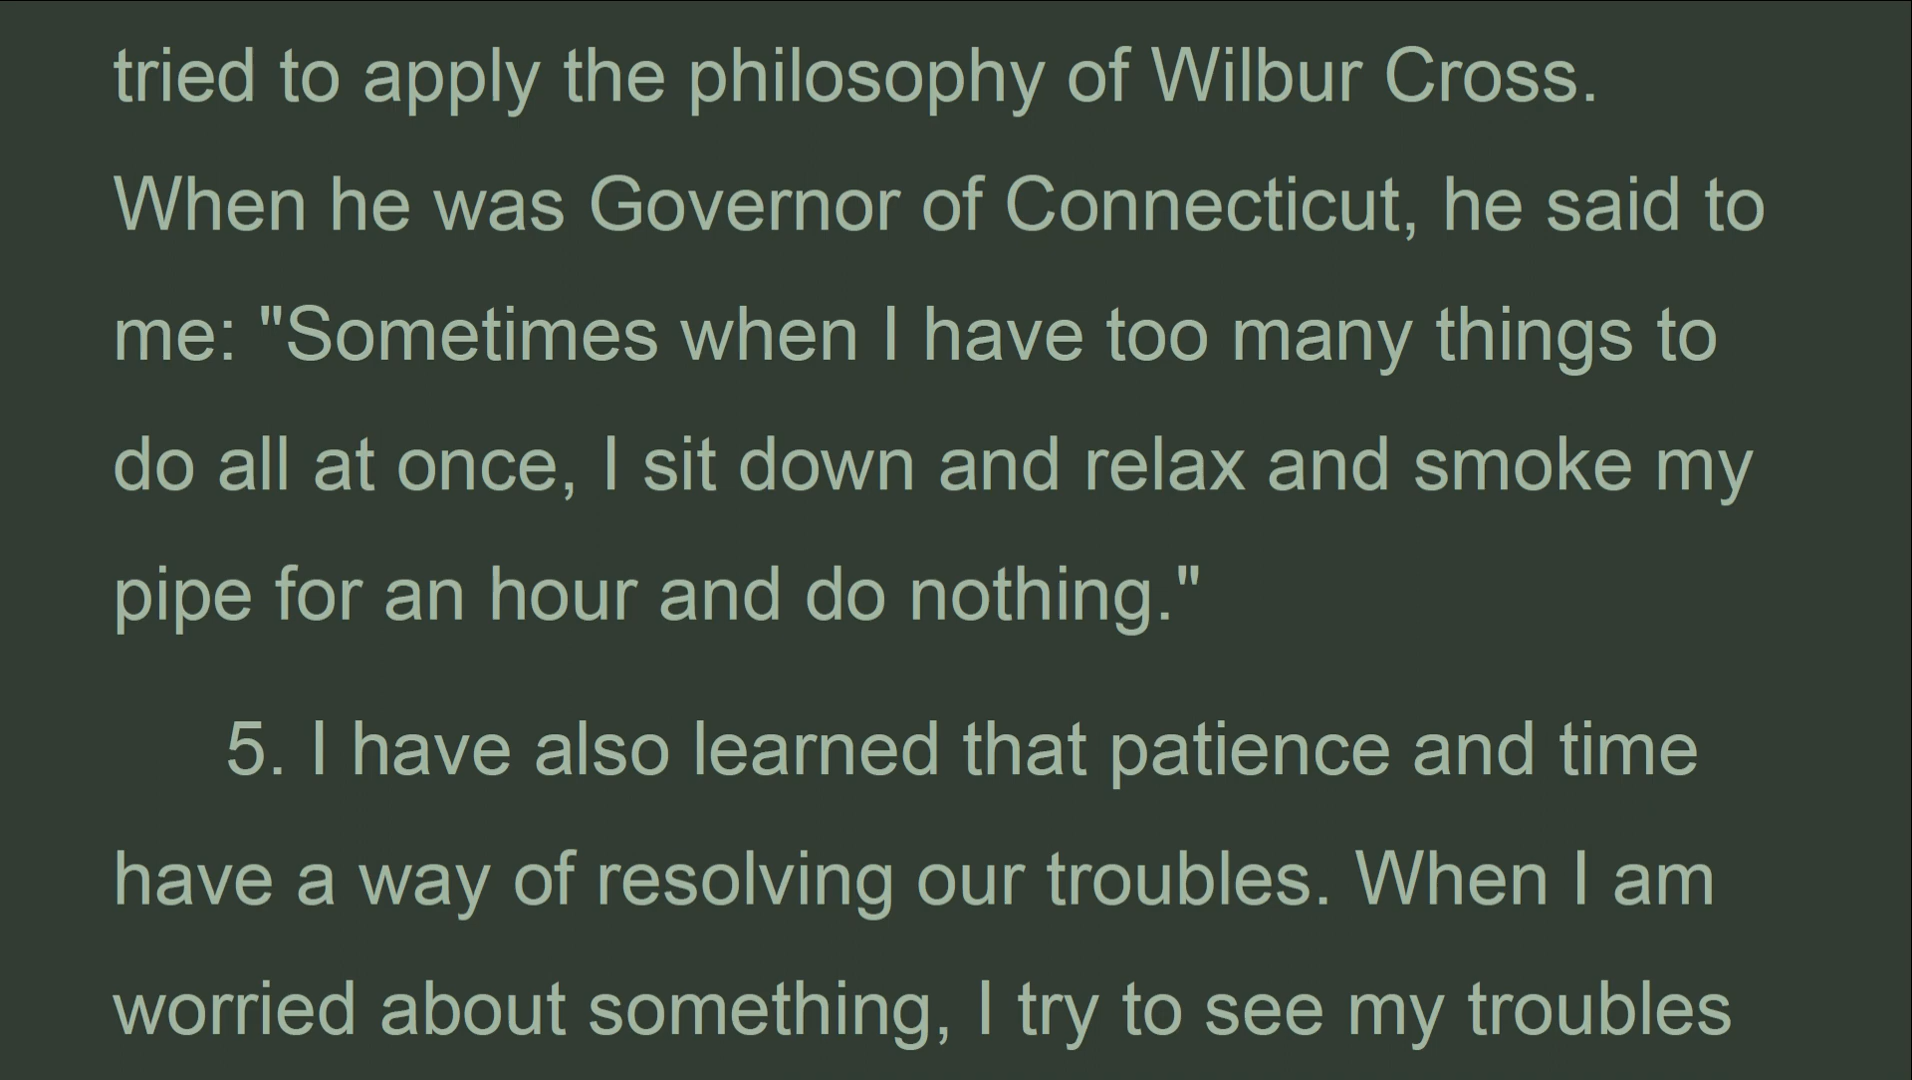 tried to apply the philosophy of Wilbur Cross.
When he was Governor of Connecticut, he said to
me: "Sometimes when I have too many things to
do all at once, I sit down and relax and smoke my
pipe for an hour and do nothing."
5. I have also learned that patience and time
have a way of resolving our troubles. When I am
worried about something, I try to see my troubles